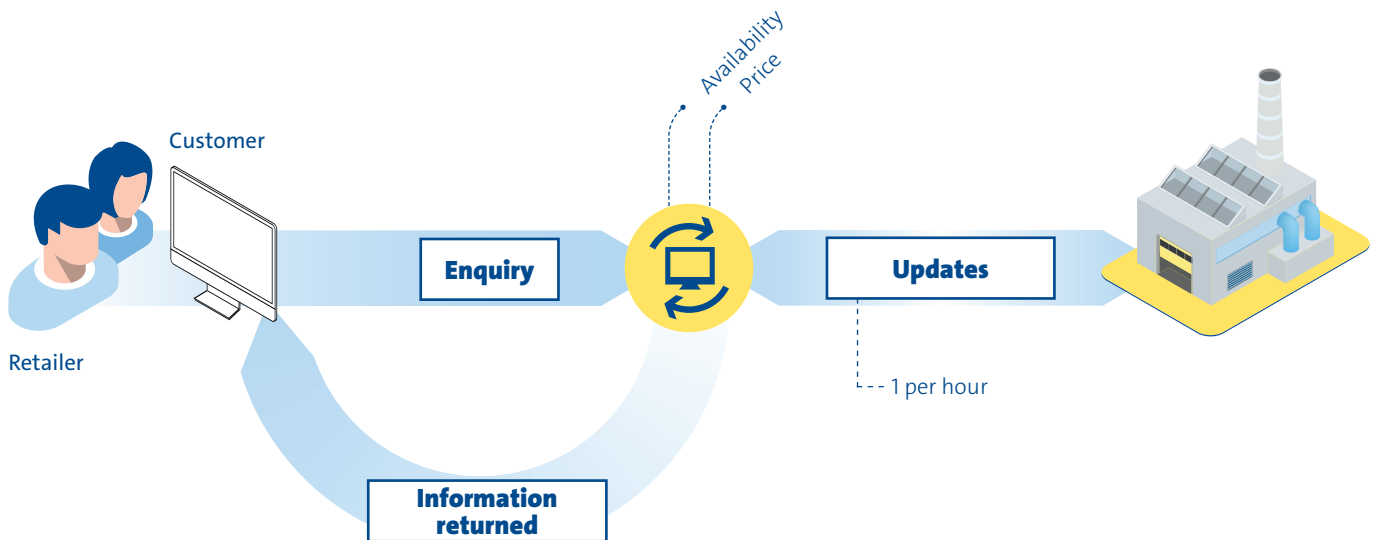 Availability
Price
Customer
Enquiry
Updates
Retailer
1 per hour
Information
returned